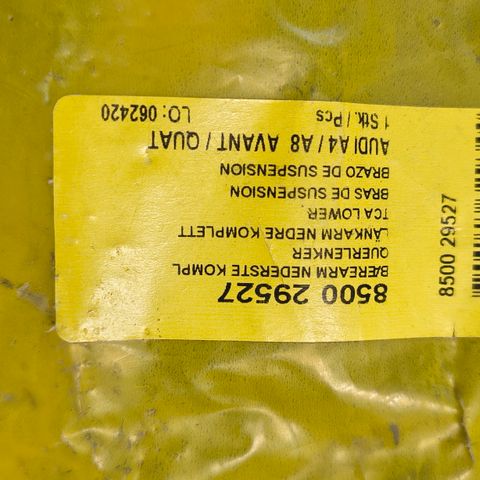 8500 29527
BÆREARM NEDERSTE KOMPL
QUERLENKER
LÄNKARM NEDRE KOMPLETT
TCA LOWER
BRAS DE SUSPENSION
BRAZO DE SUSPENSION
AUDI A4 / A8 AVANT / QUAT
1 Stk. / Pcs LO: 062420
8500 29527